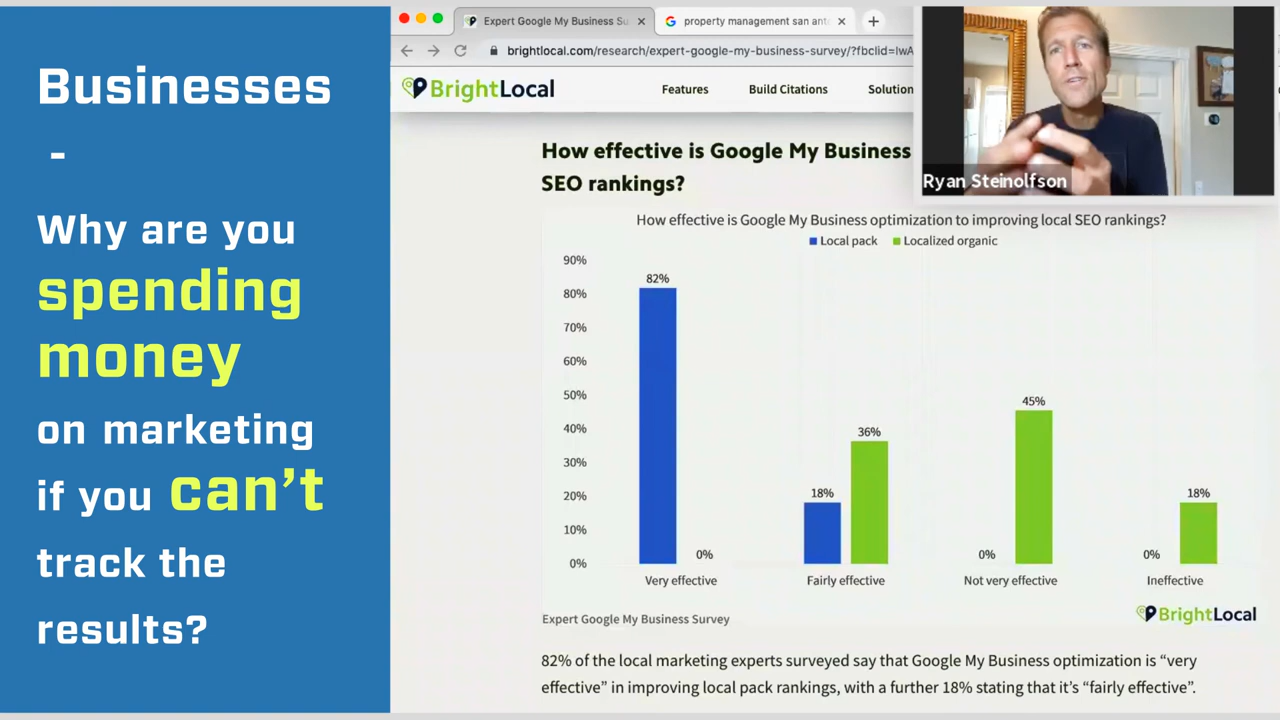 Businesses
-
Why are you
spending
money
on marketing
if you can't
track the
results?
Expert Google My Business Su
property management san ant
brightlocal.com/research/expert-google-my-business-survey/?fbclid=IwA
BrightLocal
Features
Build Citations
Solution
Ryan Steinolfson
How effective is Google My Business
SEO rankings?
How effective is Google My Business optimization to improving local SEO rankings?
Local pack
Localized organic
90%
80%
70%
60%
50%
40%
30%
20%
10%
0%
82%
0%
18%
36%
0%
45%
0%
18%
Very effective
Fairly effective
Not very effective
Ineffective
Expert Google My Business Survey
BrightLocal
82% of the local marketing experts surveyed say that Google My Business optimization is “very
effective” in improving local pack rankings, with a further 18% stating that it’s “fairly effective”.